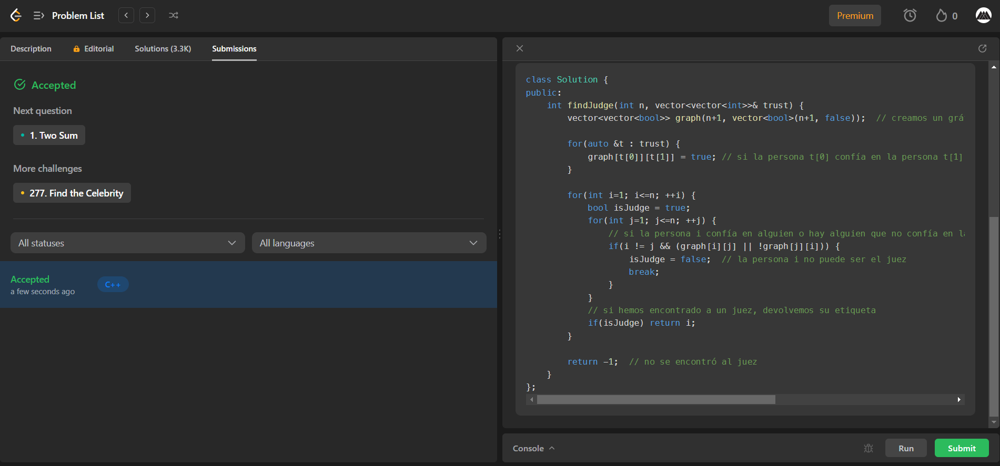 Problem List
Premium
0
Description
Editorial
Solutions (3.3K)
Submissions
Accepted
Next question
1. Two Sum
More challenges
277. Find the Celebrity
All statuses
All languages
Accepted
C++
a few seconds ago
class Solution {
public:
    int findJudge(int n, vector<vector<int>>& trust) {
        vector<vector<bool>> graph(n+1, vector<bool>(n+1, false));  // creamos un
        for(auto &t : trust) {
            graph[t[0]][t[1]] = true; // si la persona t[0] confía en la persona t[1]
        }
        for(int i=1; i<=n; ++i) {
            bool isJudge = true;
            for(int j=1; j<=n; ++j) {
                // si la persona i confía en alguien o hay alguien que no confía en
                if(i != j && (graph[i][j] || !graph[j][i])) {
                    isJudge = false;  // la persona i no puede ser el juez
                    break;
                }
            }
            // si hemos encontrado a un juez, devolvemos su etiqueta
            if(isJudge) return i;
        }
        return -1;  // no se encontró al juez
    }
};
Console
Run
Submit